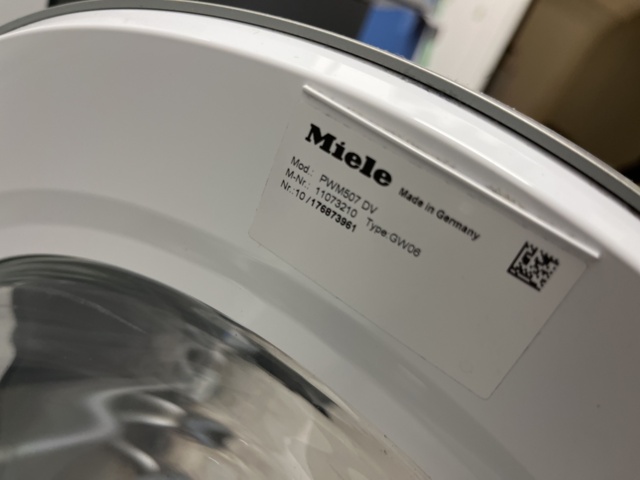 Miele Made in Germany
Mod.: PWM507 DV
M-Nr.: 11073210 Type:GW06
Nr.:10 /176873961